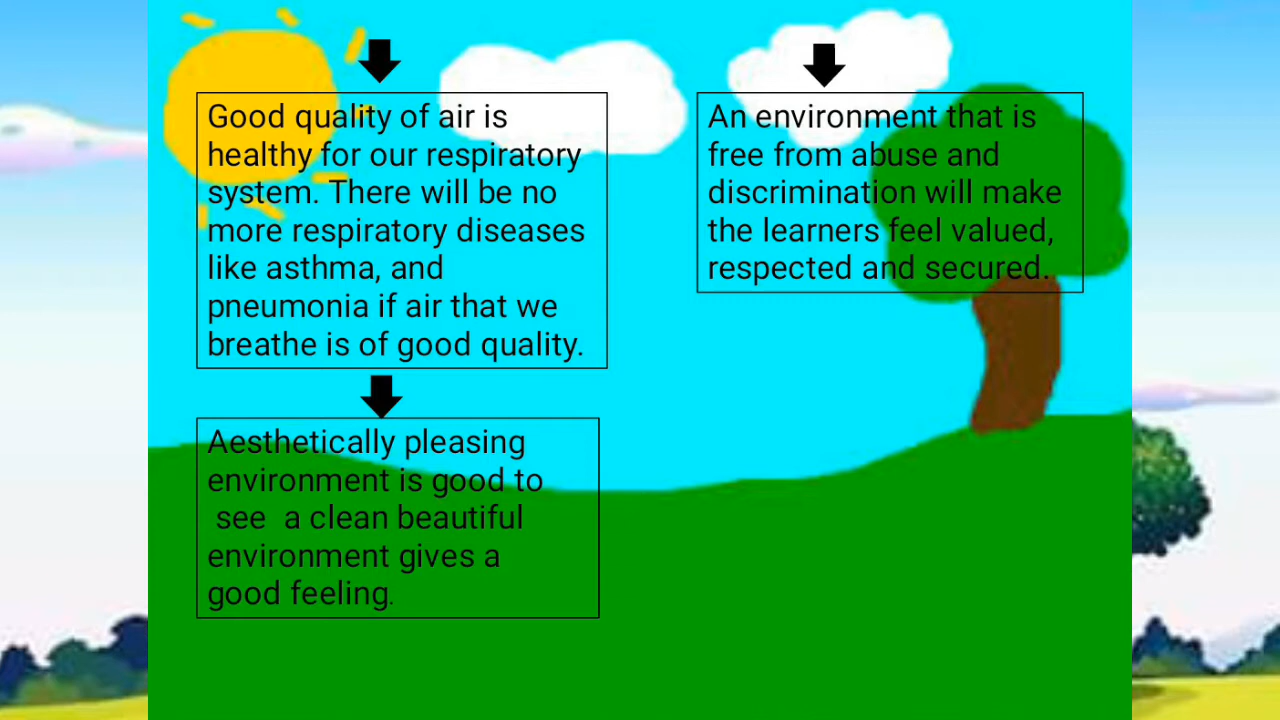 Good quality of air is
healthy for our respiratory
system. There will be no
more respiratory diseases
like asthma, and
pneumonia if air that we
breathe is of good quality.
Aesthetically pleasing
environment is good to
see  a clean beautiful
environment gives a
good feeling.
An environment that is
free from abuse and
discrimination will make
the learners feel valued,
respected and secured.